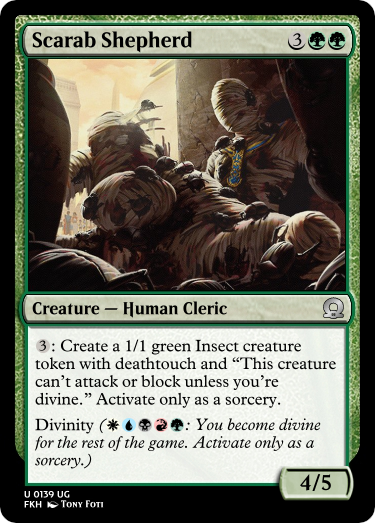 Scarab Shepherd 3
Creature — Human Cleric
3: Create a 1/1 green Insect creature
token with deathtouch and “This creature
can’t attack or block unless you’re
divine.” Activate only as a sorcery.
Divinity (: You become divine
for the rest of the game. Activate only as a
sorcery.)
4/5
U 0139 UG
FKH Tony Foti